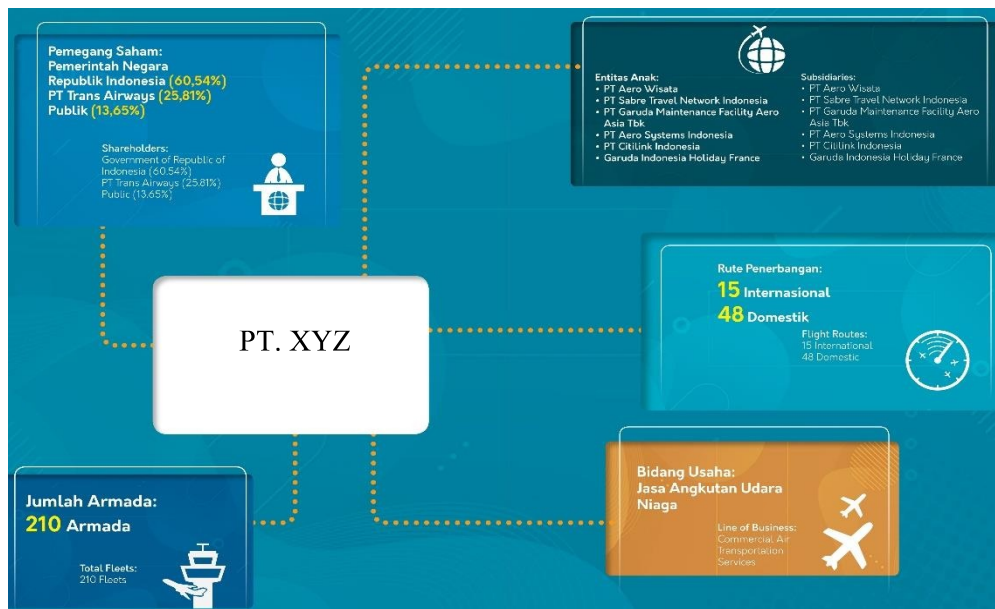 Pemegang Saham:
Pemerintah Negara
Republik Indonesia (60,54%)
PT Trans Airways (25,81%)
Publik (13,65%)
Shareholders:
Government of Republic of
Indonesia (60.54%)
PT Trans Airways (25.81%)
Public (13.65%)
Entitas Anak:
• PT Aero Wisata
• PT Sabre Travel Network Indonesia
• PT Garuda Maintenance Facility Aero
Asia Tbk
• PT Aero Systems Indonesia
• PT Citilink Indonesia
• Garuda Indonesia Holiday France
Subsidiaries:
• PT Aero Wisata
• PT Sabre Travel Network Indonesia
• PT Garuda Maintenance Facility Aero
Asia Tbk
• PT Aero Systems Indonesia
• PT Citilink Indonesia
• Garuda Indonesia Holiday France
PT. XYZ
Rute Penerbangan:
15 Internasional
48 Domestik
Flight Routes:
15 International
48 Domestic
Jumlah Armada:
210 Armada
Total Fleets:
210 Fleets
Bidang Usaha:
Jasa Angkutan Udara
Niaga
Line of Business:
Commercial Air
Transportation
Services